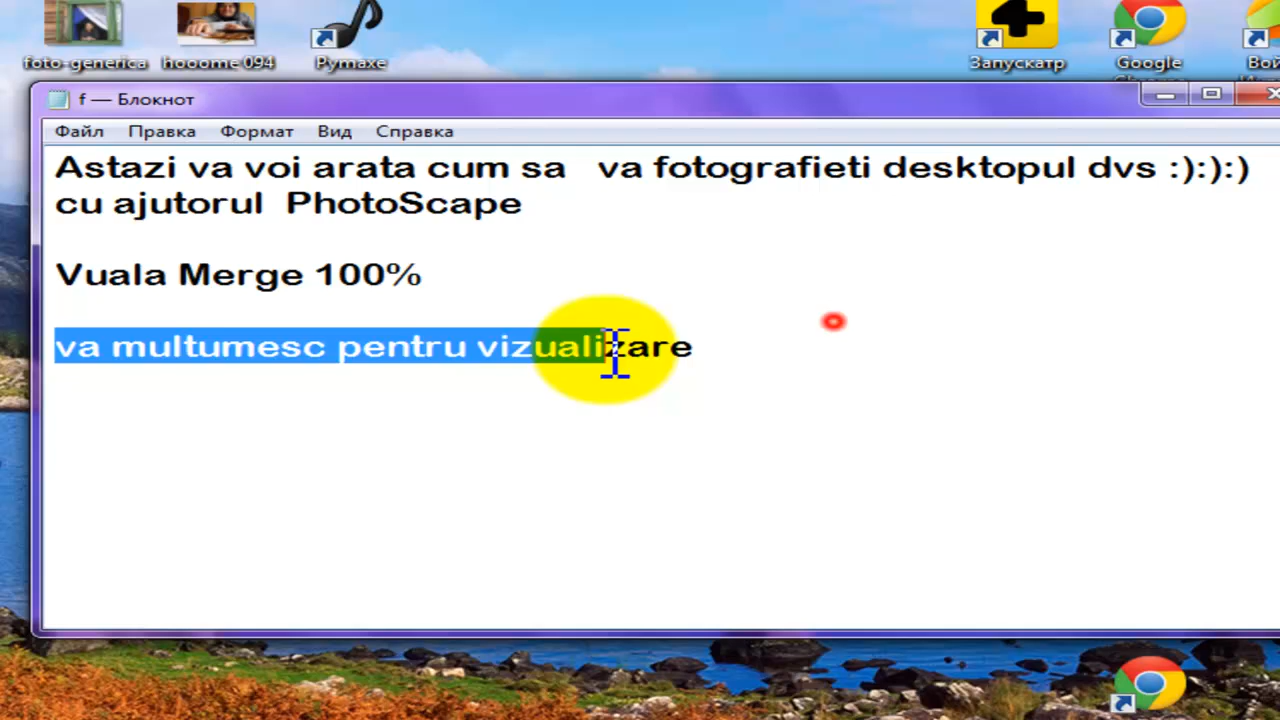 foto-generica hooome 094 Pymaxe Запускатр Google Chrome
f — Блокнот
Файл Правка Формат Вид Справка
Astazi va voi arata cum sa va fotografieti desktopul dvs :):):)
cu ajutorul PhotoScape
Vuala Merge 100%
va multumesc pentru vizualizare